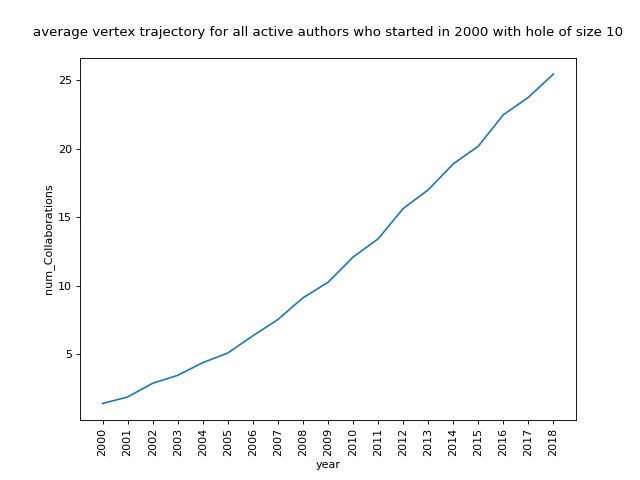 average vertex trajectory for all active authors who started in 2000 with hole of size 10
25
20
15
10
5
num_Collaborations
2000 2001 2002 2003 2004 2005 2006 2007 2008 2009 2010 2011 2012 2013 2014 2015 2016 2017 2018
year